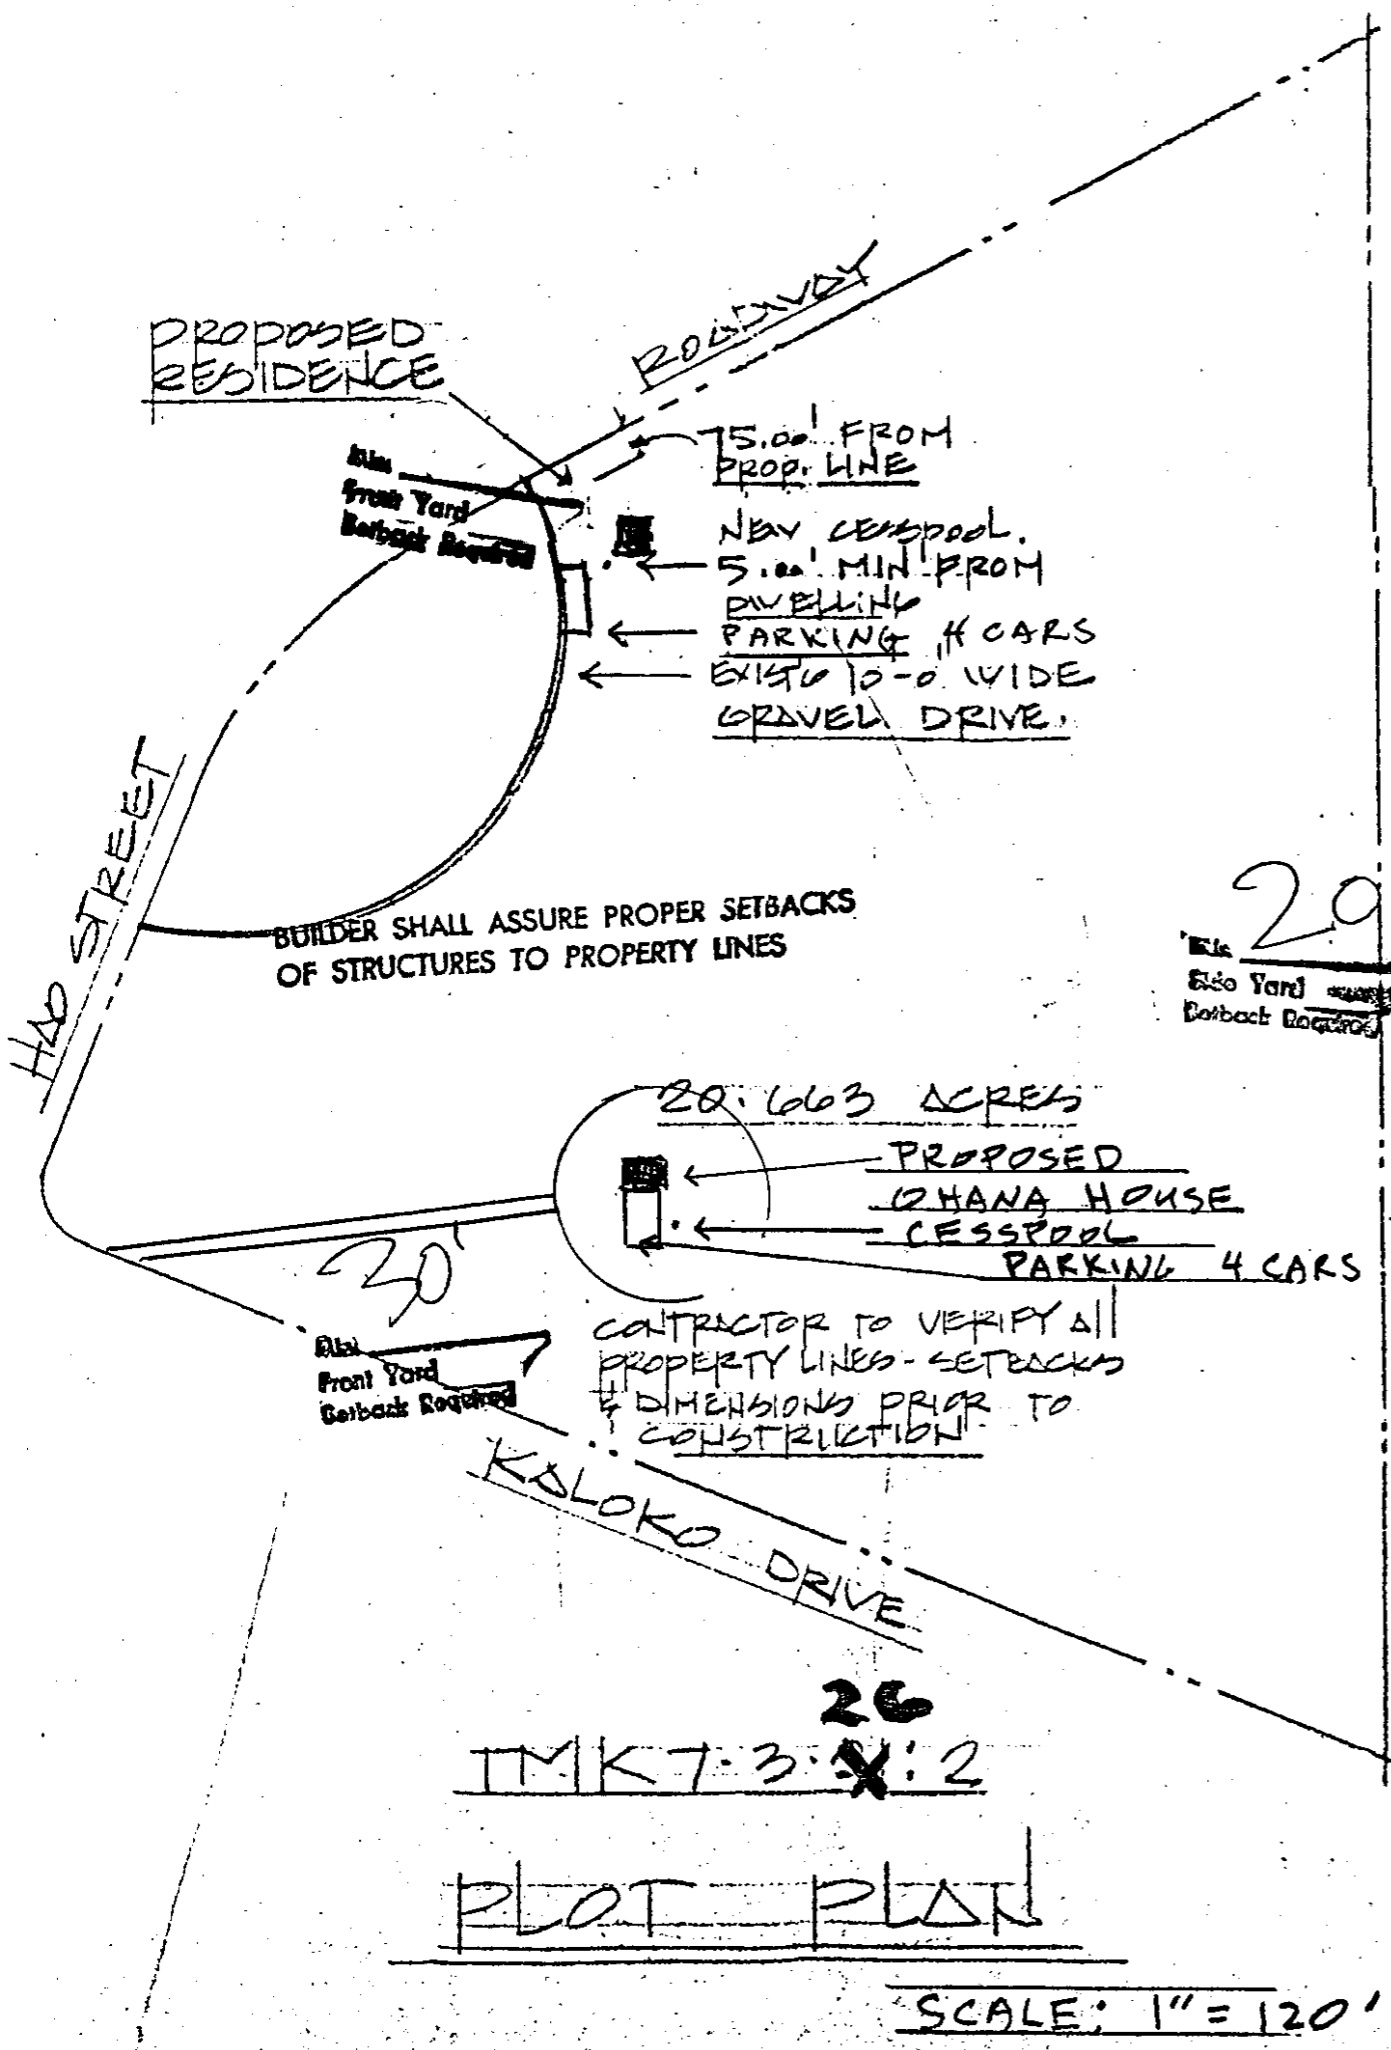 PROPOSED
RESIDENCE
ROADWAY
75.00' FROM
PROP. LINE
Min
Front Yard
Setback Required
NEW CESSPOOL.
5.00' MIN FROM
DWELLING
PARKING 4 CARS
EXIST'G 10-0" WIDE
GRAVEL DRIVE.
HAO STREET
BUILDER SHALL ASSURE PROPER SETBACKS
OF STRUCTURES TO PROPERTY LINES
20
Min
Side Yard
Setback Required
20.663 ACRES
PROPOSED
OHANA HOUSE
CESSPOOL
PARKING 4 CARS
30'
Min
Front Yard
Setback Required
CONTRACTOR TO VERIFY All
PROPERTY LINES - SETBACKS
& DIMENSIONS PRIOR TO
CONSTRUCTION
KALOKO DRIVE
26
TMK 7.3. :2
PLOT PLAN
SCALE: 1" = 120'